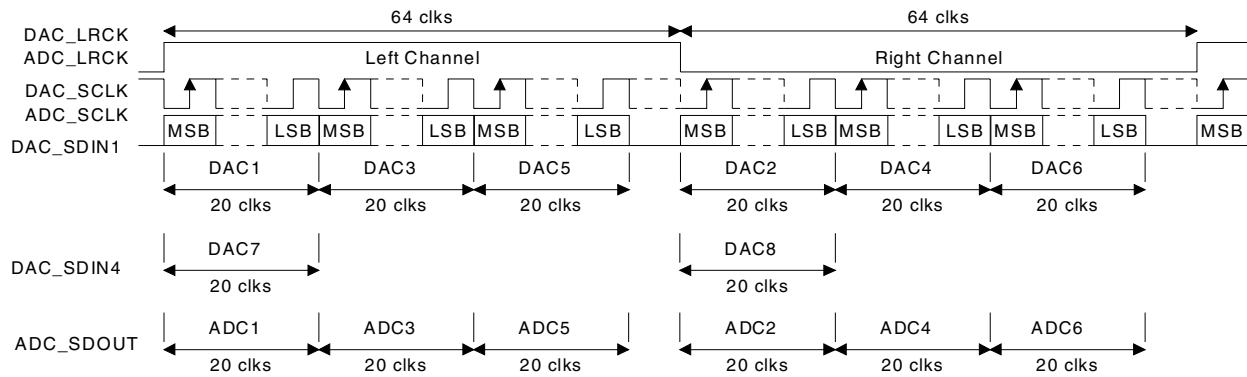 64 clks 64 clks
DAC_LRCK
ADC_LRCK Left Channel Right Channel
DAC_SCLK
ADC_SCLK
MSB LSB MSB LSB MSB LSB MSB LSB MSB LSB MSB LSB MSB
DAC_SDIN1
DAC1 DAC3 DAC5 DAC2 DAC4 DAC6
20 clks 20 clks 20 clks 20 clks 20 clks 20 clks
DAC7 DAC8
DAC_SDIN4
20 clks 20 clks
ADC1 ADC3 ADC5 ADC2 ADC4 ADC6
ADC_SDOUT
20 clks 20 clks 20 clks 20 clks 20 clks 20 clks